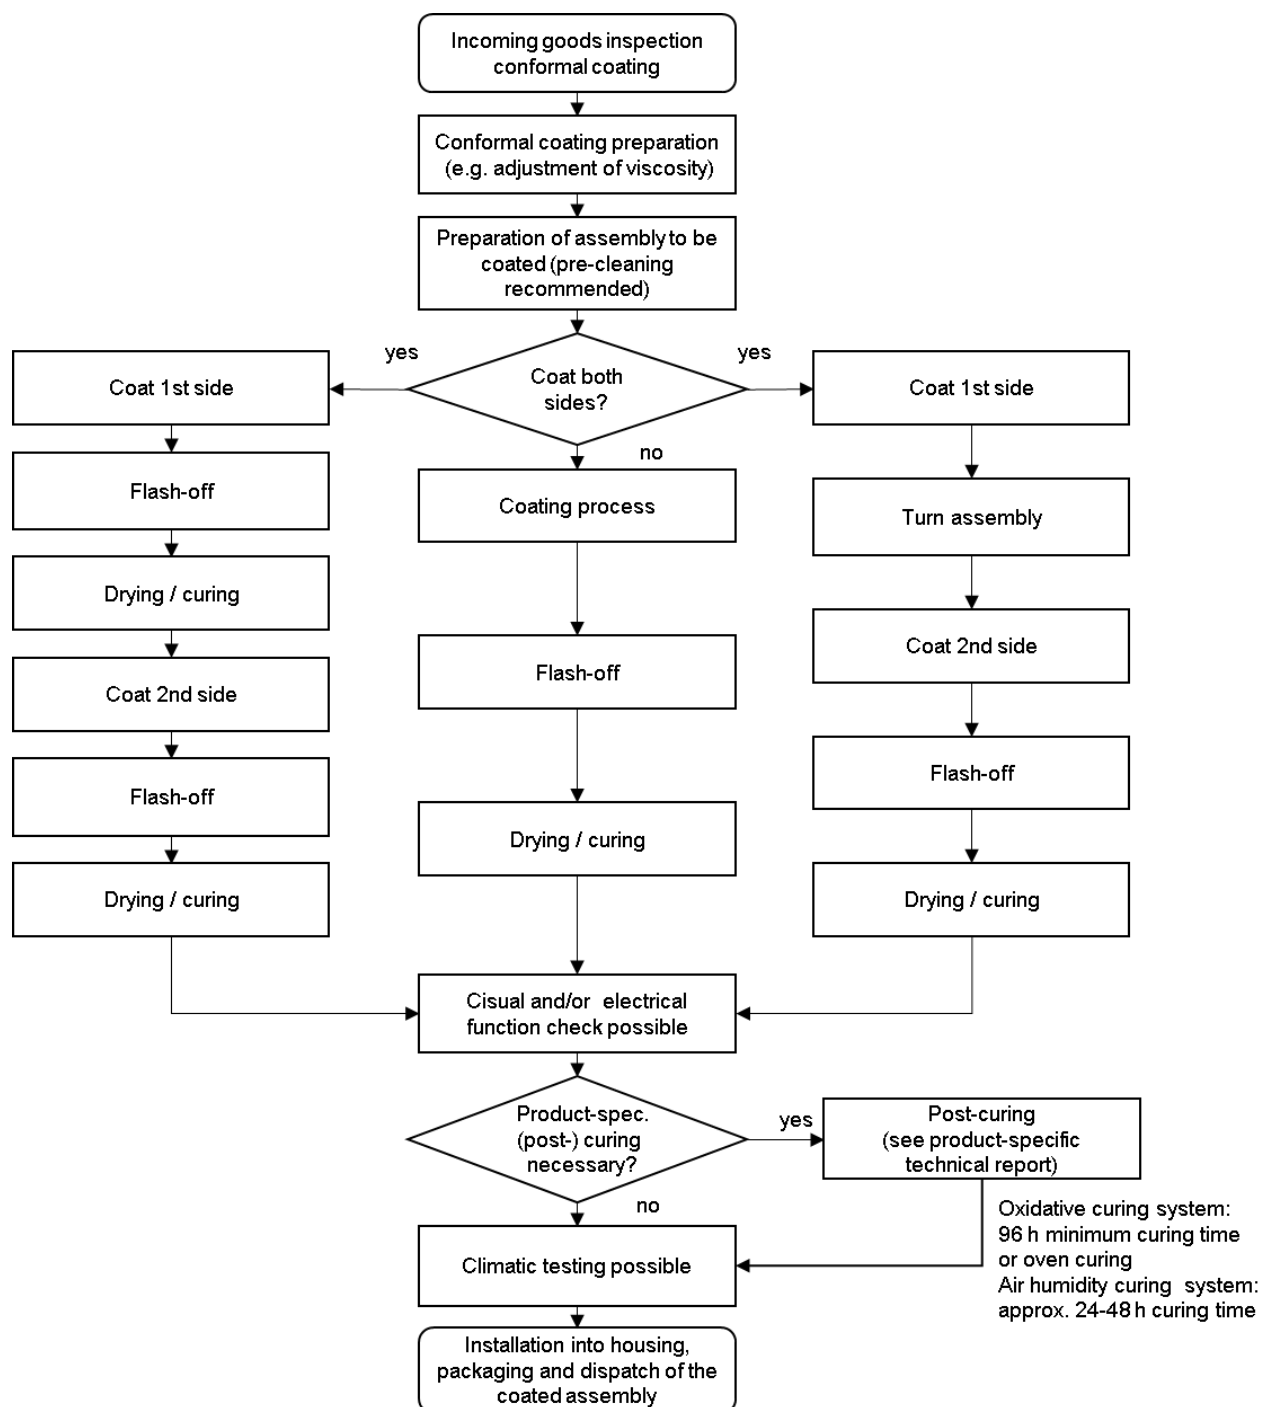 Incoming goods inspection
conformal coating
Conformal coating preparation
(e.g. adjustment of viscosity)
Preparation of assembly to be
coated (pre-cleaning
recommended)
yes
yes
Coat both
sides?
no
Coat 1st side
Flash-off
Drying / curing
Coat 2nd side
Flash-off
Drying / curing
Coating process
Flash-off
Drying / curing
Coat 1st side
Turn assembly
Coat 2nd side
Flash-off
Drying / curing
Cisual and/or electrical
function check possible
Product-spec.
(post-) curing
necessary?
yes
no
Post-curing
(see product-specific
technical report)
Oxidative curing system:
96 h minimum curing time
or oven curing
Air humidity curing system:
approx. 24-48 h curing time
Climatic testing possible
Installation into housing,
packaging and dispatch of the
coated assembly